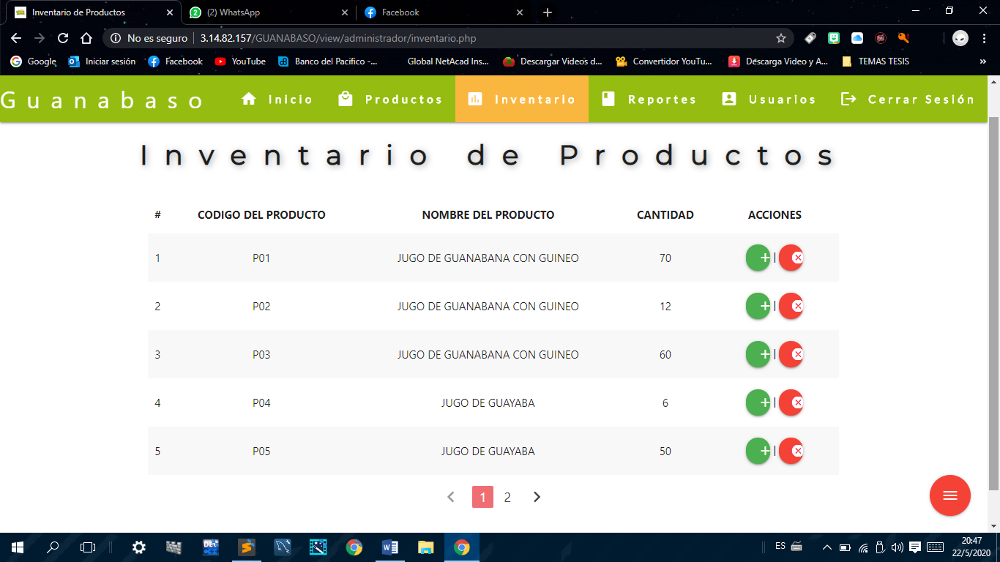 Inventario de Productos
(2) WhatsApp
Facebook
No es seguro | 3.14.82.157/GUANABASO/view/administrador/inventario.php
Google Iniciar sesión Facebook YouTube Banco del Pacifico -... Global NetAcad Ins... Descargar Videos d... Convertidor YouTu... Descarga Video y A... TEMAS TESIS »
Guanabaso Inicio Productos Inventario Reportes Usuarios Cerrar Sesión
Inventario de Productos
# CODIGO DEL PRODUCTO NOMBRE DEL PRODUCTO CANTIDAD ACCIONES
1 P01 JUGO DE GUANABANA CON GUINEO 70 |
2 P02 JUGO DE GUANABANA CON GUINEO 12 |
3 P03 JUGO DE GUANABANA CON GUINEO 60 |
4 P04 JUGO DE GUAYABA 6 |
5 P05 JUGO DE GUAYABA 50 |
1 2
ES 20:47
22/5/2020